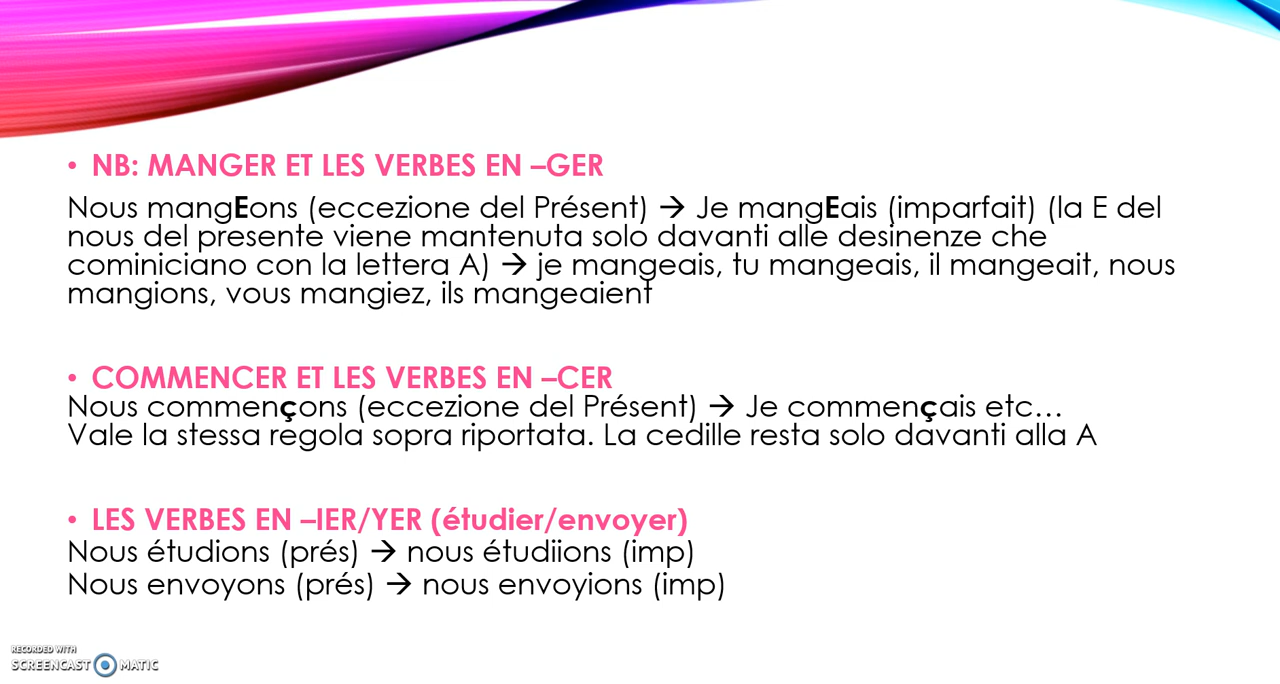 • NB: MANGER ET LES VERBES EN –GER
Nous mangEons (eccezione del Présent) → Je mangEais (imparfait) (la E del
nous del presente viene mantenuta solo davanti alle desinenze che
cominiciano con la lettera A) → je mangeais, tu mangeais, il mangeait, nous
mangions, vous mangiez, ils mangeaient
• COMMENCER ET LES VERBES EN –CER
Nous commençons (eccezione del Présent) → Je commençais etc…
Vale la stessa regola sopra riportata. La cedille resta solo davanti alla A
• LES VERBES EN –IER/YER (étudier/envoyer)
Nous étudions (prés) → nous étudiions (imp)
Nous envoyons (prés) → nous envoyions (imp)
RECORDED WITH
SCREENCAST MATIC